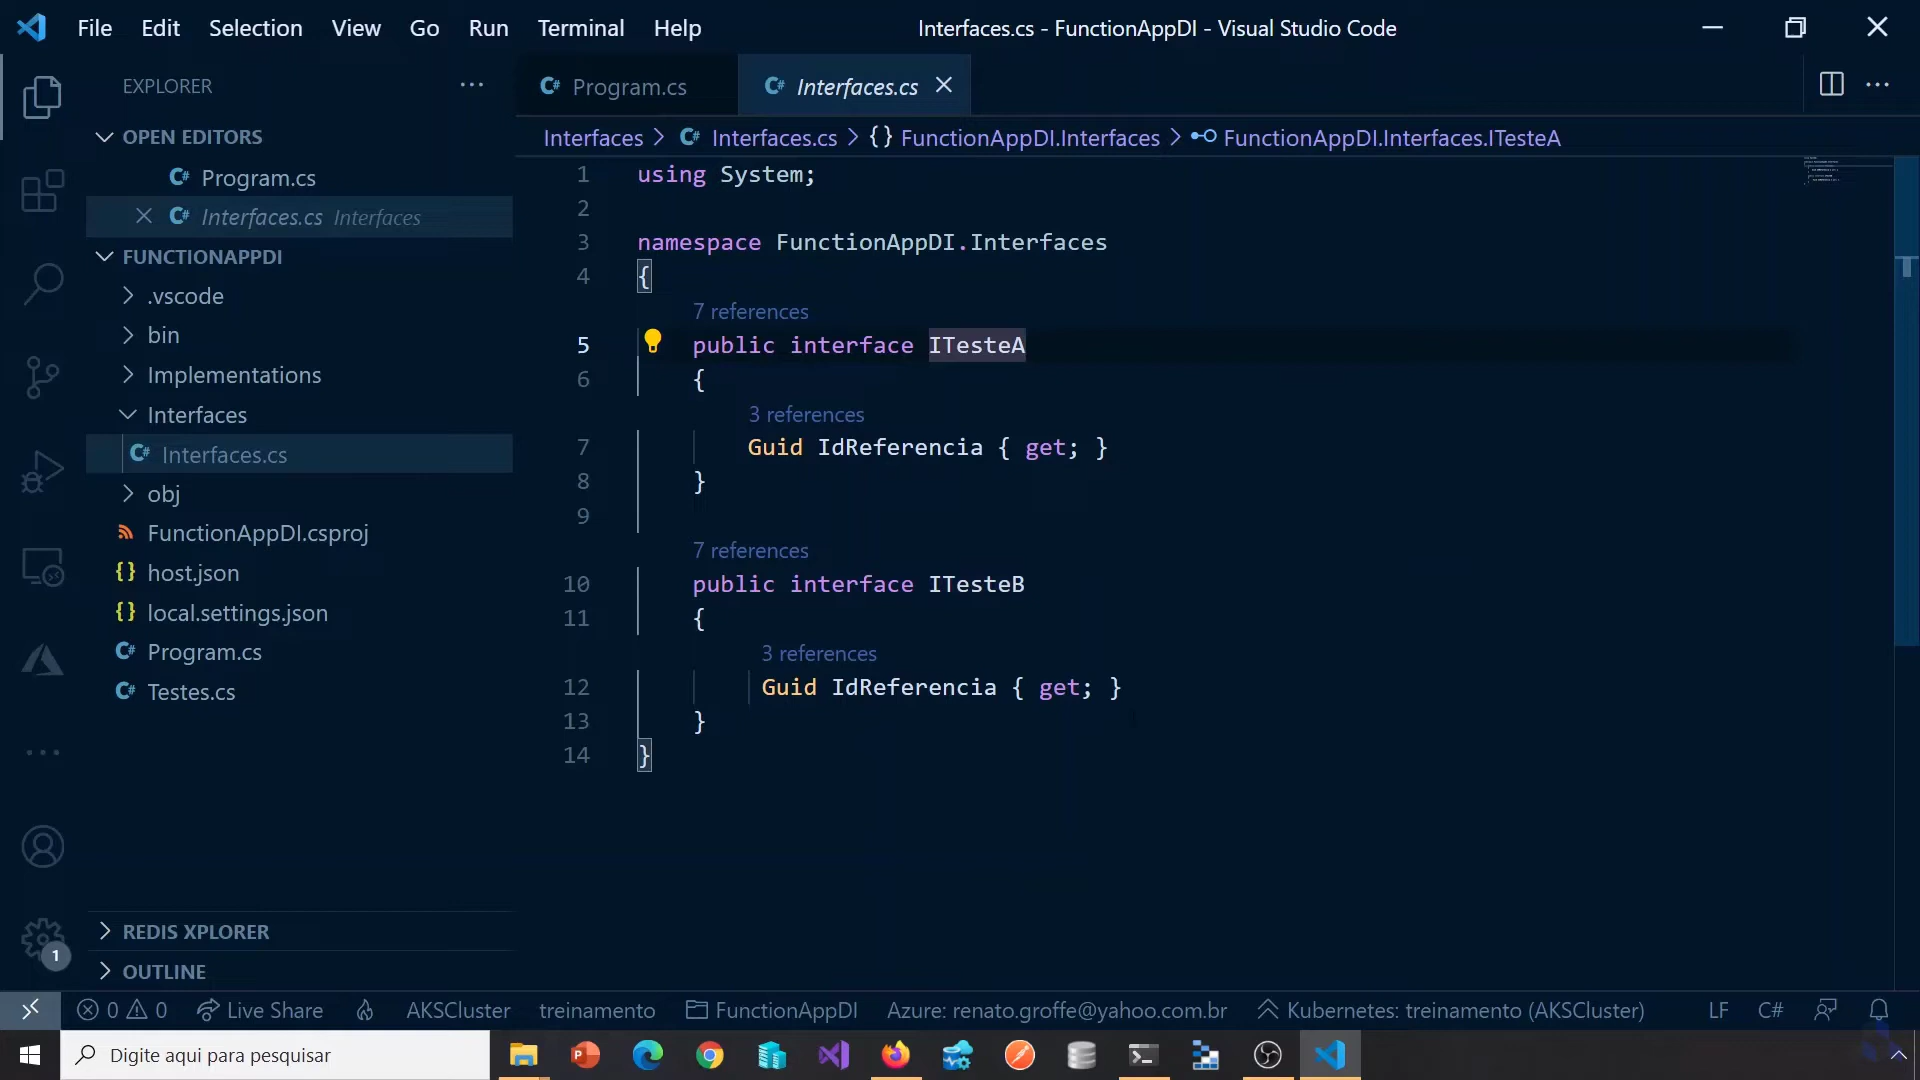 File Edit Selection View Go Run Terminal Help
Interfaces.cs - FunctionAppDI - Visual Studio Code
EXPLORER
OPEN EDITORS
Program.cs
Interfaces.cs Interfaces
FUNCTIONAPPDI
.vscode
bin
Implementations
Interfaces
Interfaces.cs
obj
FunctionAppDI.csproj
host.json
local.settings.json
Program.cs
Testes.cs
REDIS XPLORER
OUTLINE
Program.cs
Interfaces.cs
Interfaces > Interfaces.cs > {} FunctionAppDI.Interfaces > FunctionAppDI.Interfaces.ITesteA
1 using System;
2
3 namespace FunctionAppDI.Interfaces
4 {
7 references
5 public interface ITesteA
6 {
3 references
7 Guid IdReferencia { get; }
8 }
9
7 references
10 public interface ITesteB
11 {
3 references
12 Guid IdReferencia { get; }
13 }
14 }
1
0 0 Live Share AKSCluster treinamento FunctionAppDI Azure: renato.groffe@yahoo.com.br Kubernetes: treinamento (AKSCluster) LF C#
Digite aqui para pesquisar